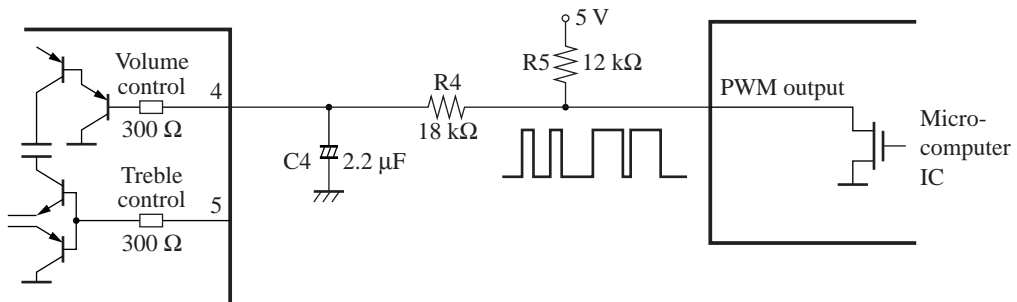 Volume
control
4
300 Ω
Treble
control
5
300 Ω
C4
2.2 μF
R4
18 kΩ
5 V
R5
12 kΩ
PWM output
Micro-
computer
IC